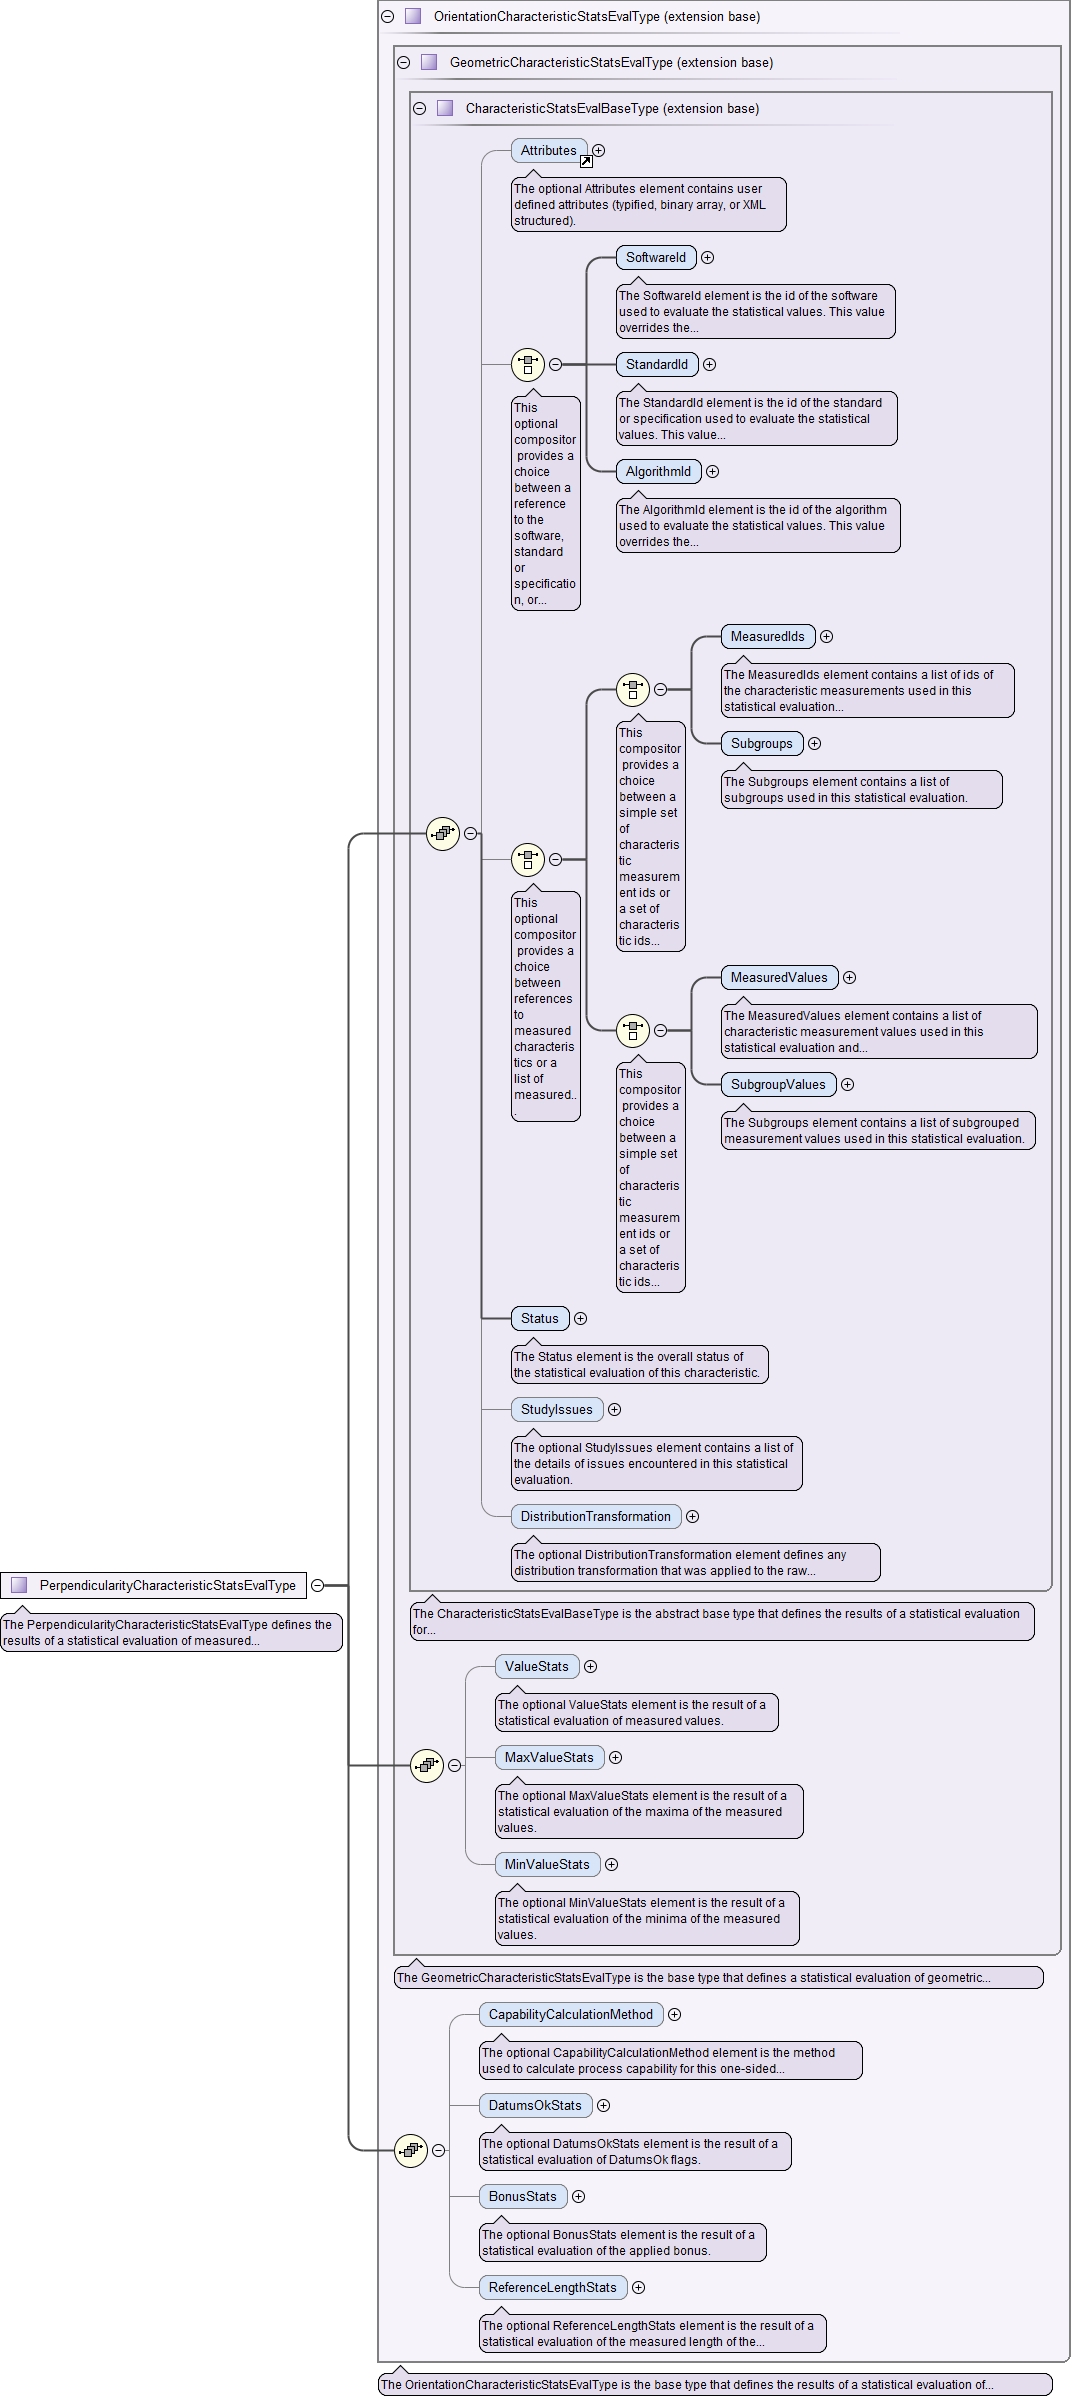 OrientationCharacteristicStatsEvalType (extension base)
GeometricCharacteristicStatsEvalType (extension base)
CharacteristicStatsEvalBaseType (extension base)
Attributes
The optional Attributes element contains user
defined attributes (typified, binary array, or XML
structured).
SoftwareId
The SoftwareId element is the id of the software
used to evaluate the statistical values. This value
overrides the...
StandardId
The StandardId element is the id of the standard
or specification used to evaluate the statistical
values. This value...
AlgorithmId
The AlgorithmId element is the id of the algorithm
used to evaluate the statistical values. This value
overrides the...
This
optional
compositor
provides a
choice
between a
reference
to the
software,
standard
or
specificatio
n, or...
MeasuredIds
The MeasuredIds element contains a list of ids of
the characteristic measurements used in this
statistical evaluation...
Subgroups
The Subgroups element contains a list of
subgroups used in this statistical evaluation.
This
compositor
provides a
choice
between a
simple set
of
characteris
tic
measurem
ent ids or
a set of
characteris
tic ids...
This
optional
compositor
provides a
choice
between
references
to
measured
characteris
tics or a
list of
measured..
.
MeasuredValues
The MeasuredValues element contains a list of
characteristic measurement values used in this
statistical evaluation and...
SubgroupValues
The Subgroups element contains a list of subgrouped
measurement values used in this statistical evaluation.
This
compositor
provides a
choice
between a
simple set
of
characteris
tic
measurem
ent ids or
a set of
characteris
tic ids...
Status
The Status element is the overall status of
the statistical evaluation of this characteristic.
StudyIssues
The optional StudyIssues element contains a list of
the details of issues encountered in this statistical
evaluation.
DistributionTransformation
The optional DistributionTransformation element defines any
distribution transformation that was applied to the raw...
PerpendicularityCharacteristicStatsEvalType
The PerpendicularityCharacteristicStatsEvalType defines the
results of a statistical evaluation of measured...
The CharacteristicStatsEvalBaseType is the abstract base type that defines the results of a statistical evaluation
for...
ValueStats
The optional ValueStats element is the result of a
statistical evaluation of measured values.
MaxValueStats
The optional MaxValueStats element is the result of a
statistical evaluation of the maxima of the measured
values.
MinValueStats
The optional MinValueStats element is the result of a
statistical evaluation of the minima of the measured
values.
The GeometricCharacteristicStatsEvalType is the base type that defines a statistical evaluation of geometric...
CapabilityCalculationMethod
The optional CapabilityCalculationMethod element is the method
used to calculate process capability for this one-sided...
DatumsOkStats
The optional DatumsOkStats element is the result of a
statistical evaluation of DatumsOk flags.
BonusStats
The optional BonusStats element is the result of a
statistical evaluation of the applied bonus.
ReferenceLengthStats
The optional ReferenceLengthStats element is the result of a
statistical evaluation of the measured length of the...
The OrientationCharacteristicStatsEvalType is the base type that defines the results of a statistical evaluation of...